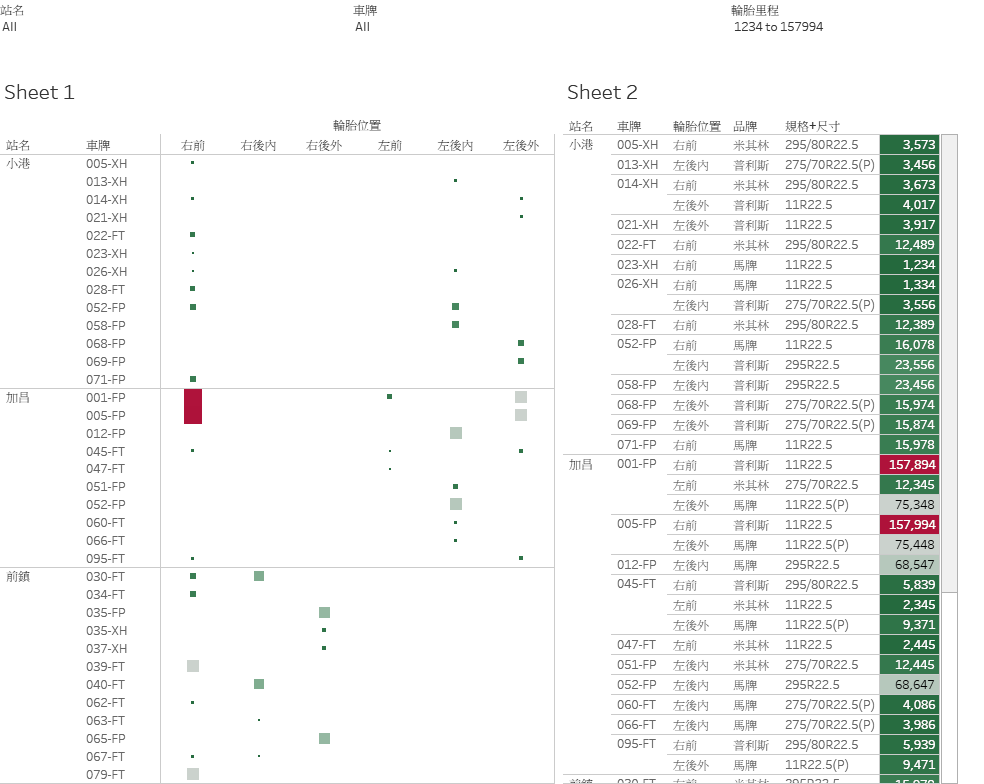 站名 車牌 輪胎里程
All All 1234 to 157994
Sheet 1
輪胎位置
站名 車牌 右前 右後內 右後外 左前 左後內 左後外
小港 005-XH
013-XH
014-XH
021-XH
022-FT
023-XH
026-XH
028-FT
052-FP
058-FP
068-FP
069-FP
071-FP
加昌 001-FP
005-FP
012-FP
045-FT
047-FT
051-FP
052-FP
060-FT
066-FT
095-FT
前鎮 030-FT
034-FT
035-FP
035-XH
037-XH
039-FT
040-FT
062-FT
063-FT
065-FP
067-FT
079-FT
Sheet 2
站名 車牌 輪胎位置 品牌 規格+尺寸
小港 005-XH 右前 米其林 295/80R22.5 3,573
013-XH 左後內 普利斯 275/70R22.5(P) 3,456
014-XH 右前 米其林 295/80R22.5 3,673
左後外 普利斯 11R22.5 4,017
021-XH 左後外 普利斯 11R22.5 3,917
022-FT 右前 米其林 295/80R22.5 12,489
023-XH 右前 馬牌 11R22.5 1,234
026-XH 右前 馬牌 11R22.5 1,334
左後內 普利斯 275/70R22.5(P) 3,556
028-FT 右前 米其林 295/80R22.5 12,389
052-FP 右前 馬牌 11R22.5 16,078
左後內 普利斯 295R22.5 23,556
058-FP 左後內 普利斯 295R22.5 23,456
068-FP 左後外 普利斯 275/70R22.5(P) 15,974
069-FP 左後外 普利斯 275/70R22.5(P) 15,874
071-FP 右前 馬牌 11R22.5 15,978
加昌 001-FP 右前 普利斯 11R22.5 157,894
左前 米其林 275/70R22.5 12,345
左後外 馬牌 11R22.5(P) 75,348
005-FP 右前 普利斯 11R22.5 157,994
左後外 馬牌 11R22.5(P) 75,448
012-FP 左後內 馬牌 295R22.5 68,547
045-FT 右前 普利斯 295/80R22.5 5,839
左前 米其林 11R22.5 2,345
左後外 馬牌 11R22.5(P) 9,371
047-FT 左前 米其林 11R22.5 2,445
051-FP 左後內 米其林 275/70R22.5 12,445
052-FP 左後內 馬牌 295R22.5 68,647
060-FT 左後內 馬牌 275/70R22.5(P) 4,086
066-FT 左後內 馬牌 275/70R22.5(P) 3,986
095-FT 右前 普利斯 295/80R22.5 5,939
左後外 馬牌 11R22.5(P) 9,471